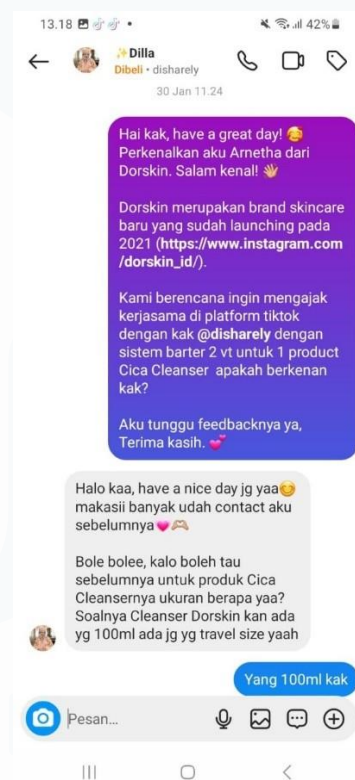 13.18
42%
Dilla
Dibeli • disharely
30 Jan 11.24
Hai kak, have a great day! 🥰
Perkenalkan aku Arnetha dari
Dorskin. Salam kenal! 👋🏼
Dorskin merupakan brand skincare
baru yang sudah launching pada
2021 (https://www.instagram.com
/dorskin_id/).
Kami berencana ingin mengajak
kerjasama di platform tiktok
dengan kak @disharely dengan
sistem barter 2 vt untuk 1 product
Cica Cleanser apakah berkenan
kak?
Aku tunggu feedbacknya ya,
Terima kasih. 💕
Halo kaa, have a nice day jg yaa😊
makasii banyak udah contact aku
sebelumnya💗🫶🏼
Bole bolee, kalo boleh tau
sebelumnya untuk produk Cica
Cleansernya ukuran berapa yaa?
Soalnya Cleanser Dorskin kan ada
yg 100ml ada jg yg travel size yaah
Yang 100ml kak
Pesan...